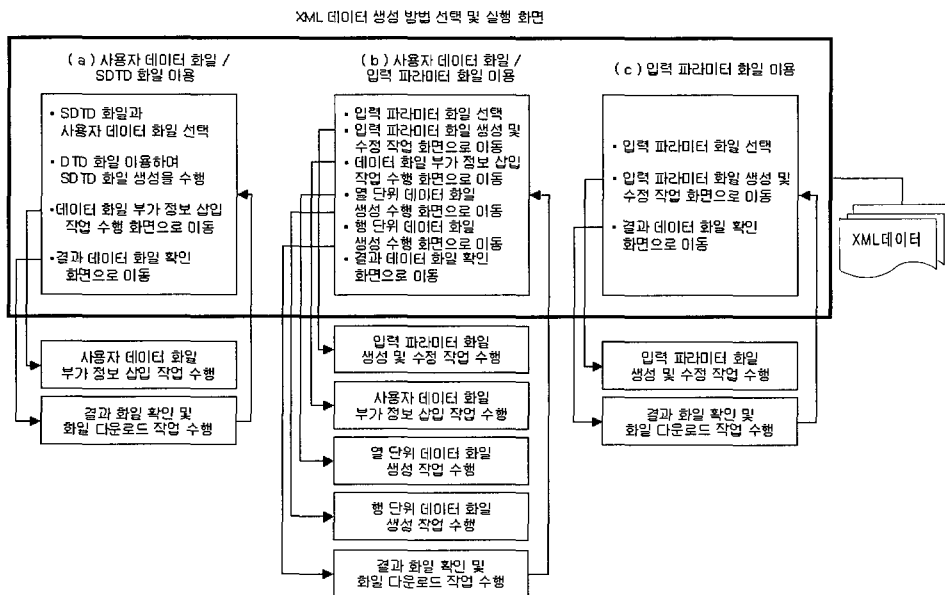 XML 데이터 생성 방법 선택 및 실행 화면
( a ) 사용자 데이터 화일 /
SDTD 화일 이용
• SDTD 화일과
사용자 데이터 화일 선택
• DTD 화일 이용하여
SDTD 화일 생성을 수행
• 데이터 화일 부가 정보 삽입
작업 수행 화면으로 이동
• 결과 데이터 화일 확인
화면으로 이동
( b ) 사용자 데이터 화일 /
입력 파라미터 화일 이용
• 입력 파라미터 화일 선택
• 입력 파라미터 화일 생성 및
수정 작업 화면으로 이동
• 데이터 화일 부가 정보 삽입
작업 수행 화면으로 이동
• 열 단위 데이터 화일
생성 수행 화면으로 이동
• 행 단위 데이터 화일
생성 수행 화면으로 이동
• 결과 데이터 화일 확인
화면으로 이동
( c ) 입력 파라미터 화일 이용
• 입력 파라미터 화일 선택
• 입력 파라미터 화일 생성 및
수정 작업 화면으로 이동
• 결과 데이터 화일 확인
화면으로 이동
XML데이터
사용자 데이터 화일
부가 정보 삽입 작업 수행
결과 화일 확인 및
화일 다운로드 작업 수행
입력 파라미터 화일
생성 및 수정 작업 수행
사용자 데이터 화일
부가 정보 삽입 작업 수행
열 단위 데이터 화일
생성 작업 수행
행 단위 데이터 화일
생성 작업 수행
결과 화일 확인 및
화일 다운로드 작업 수행
입력 파라미터 화일
생성 및 수정 작업 수행
결과 화일 확인 및
화일 다운로드 작업 수행